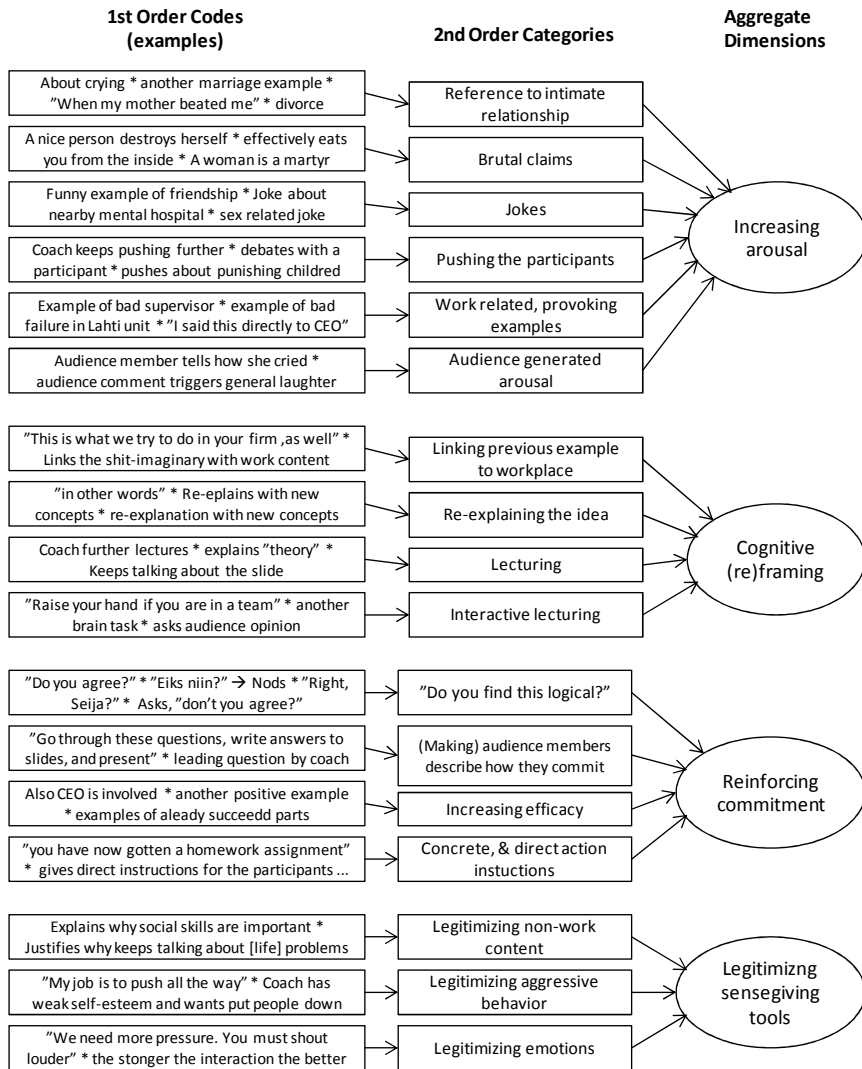 1st Order Codes
(examples)
2nd Order Categories
Aggregate
Dimensions
About crying * another marriage example *
”When my mother beated me” * divorce
Reference to intimate
relationship
A nice person destroys herself * effectively eats
you from the inside * A woman is a martyr
Brutal claims
Funny example of friendship * Joke about
nearby mental hospital * sex related joke
Jokes
Coach keeps pushing further * debates with a
participant * pushes about punishing childred
Pushing the participants
Example of bad supervisor * example of bad
failure in Lahti unit * ”I said this directly to CEO”
Work related, provoking
examples
Audience member tells how she cried *
audience comment triggers general laughter
Audience generated
arousal
Increasing
arousal
”This is what we try to do in your firm ,as well” *
Links the shit-imaginary with work content
Linking previous example
to workplace
”in other words” * Re-eplains with new
concepts * re-explanation with new concepts
Re-explaining the idea
Coach further lectures * explains ”theory” *
Keeps talking about the slide
Lecturing
”Raise your hand if you are in a team” * another
brain task * asks audience opinion
Interactive lecturing
Cognitive
(re)framing
”Do you agree?” * ”Eiks niin?” → Nods * ”Right,
Seija?” * Asks, ”don’t you agree?”
”Do you find this logical?”
”Go through these questions, write answers to
slides, and present” * leading question by coach
(Making) audience members
describe how they commit
Also CEO is involved * another positive example
* examples of aleady succeedd parts
Increasing efficacy
”you have now gotten a homework assignment”
* gives direct instructions for the participants ...
Concrete, & direct action
instuctions
Reinforcing
commitment
Explains why social skills are important *
Justifies why keeps talking about [life] problems
Legitimizing non-work
content
”My job is to push all the way” * Coach has
weak self-esteem and wants put people down
Legitimizing aggressive
behavior
”We need more pressure. You must shout
louder” * the stonger the interaction the better
Legitimizing emotions
Legitimizng
sensegiving
tools